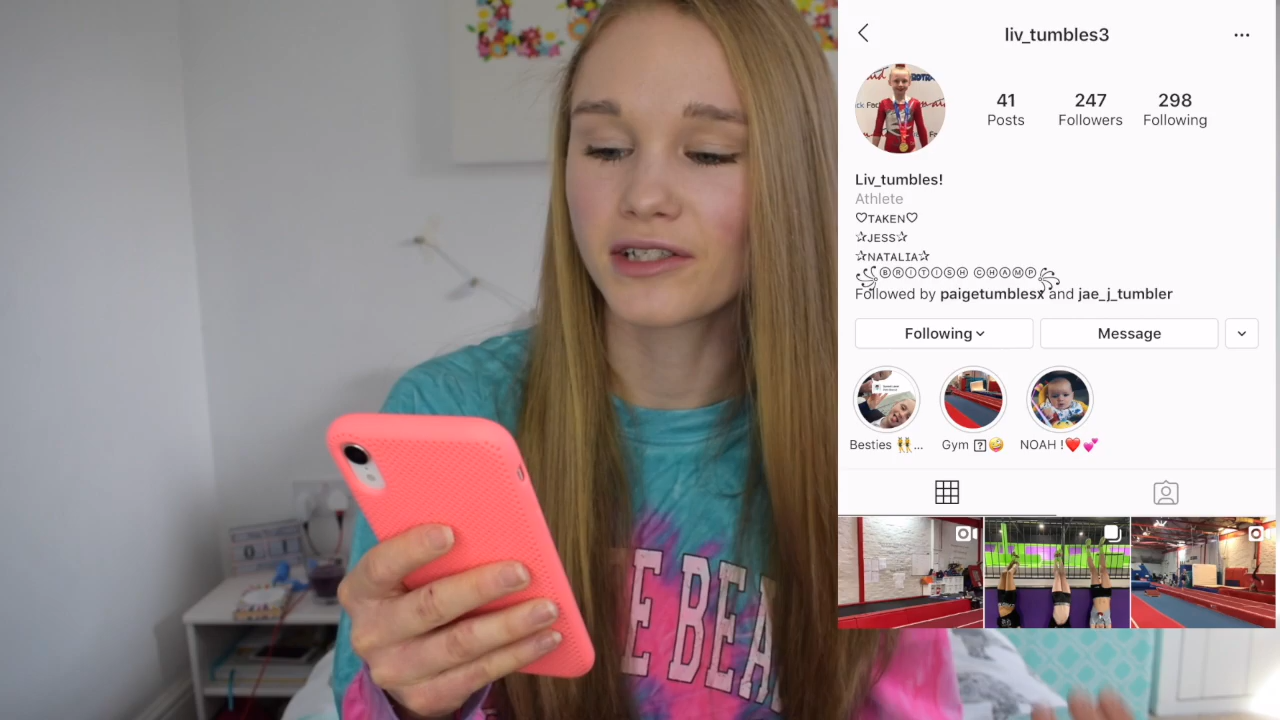 liv_tumbles3
41
Posts
247
Followers
298
Following
Liv_tumbles!
Athlete
♡TAKEN♡
☆JESS☆
☆NATALIA☆
ⒷⓇⒾⓉⒾⓈⒽ ⒸⒽⒶⓂⓅ
Followed by paigetumblesx and jae_j_tumbler
Following
Message
Besties 👯...
Gym ⍰🤪
NOAH !❤️💕
E BEA
01